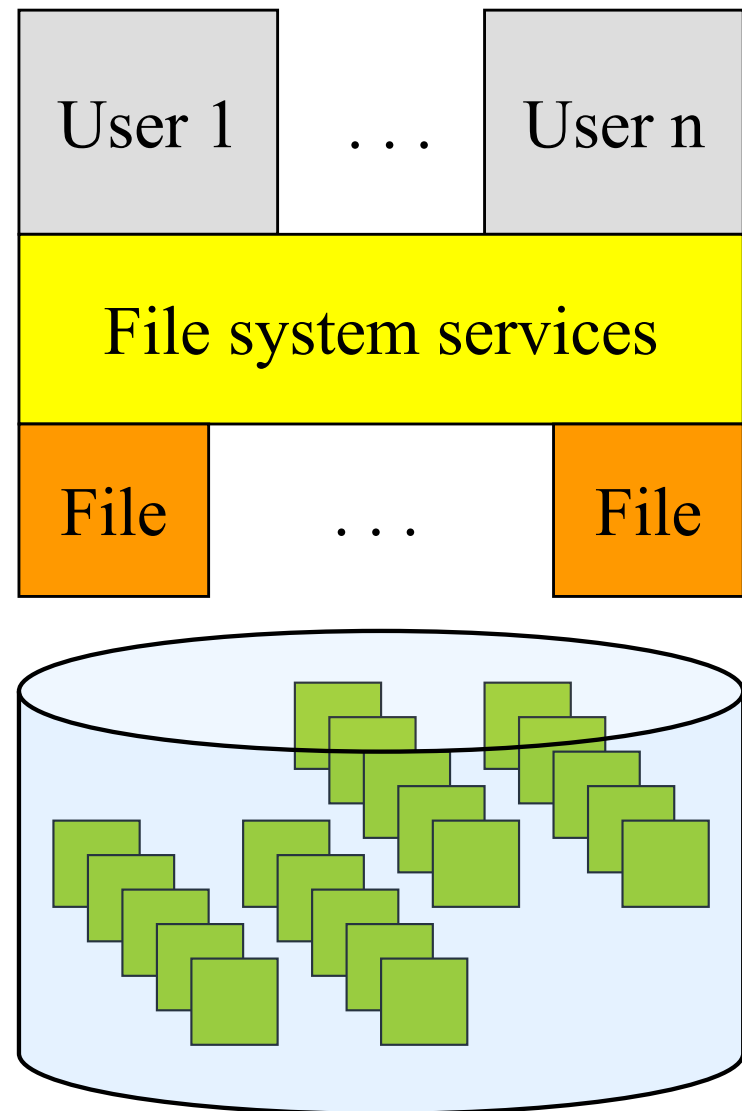 User 1 . . . User n
File system services
File . . . File